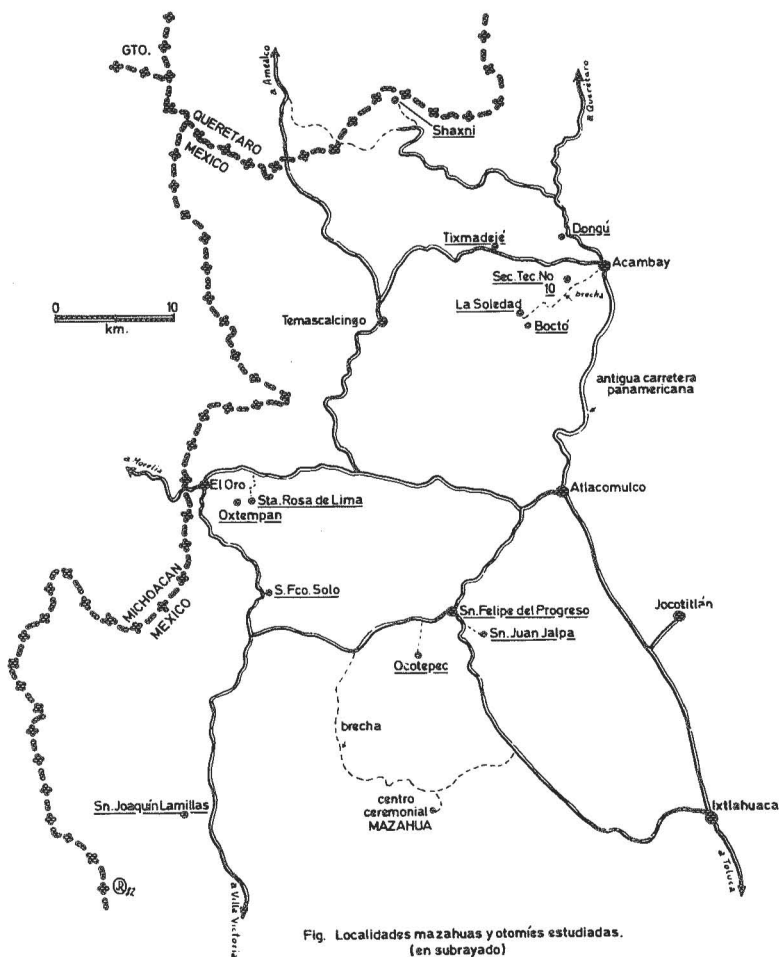 GTO.
QUERETARO
MEXICO
a Amealco
Shaxni
a Querétaro
Dongú
Tixmadejé
Acambay
Sec. Tec. No
10
brecha
La Soledad
Boctó
0 10
km.
Temascalcingo
antigua carretera
panamericana
a Morelia
El Oro
Sta. Rosa de Lima
Oxtempan
Atlacomulco
MICHOACAN
MEXICO
S. Fco. Solo
Sn. Felipe del Progreso
Jocotitlán
Sn. Juan Jalpa
Ocotepec
brecha
centro
ceremonial
MAZAHUA
Sn. Joaquín Lamillas
Ixtlahuaca
a Toluca
a Villa Victoria
Fig. Localidades mazahuas y otomíes estudiadas.
(en subrayado)